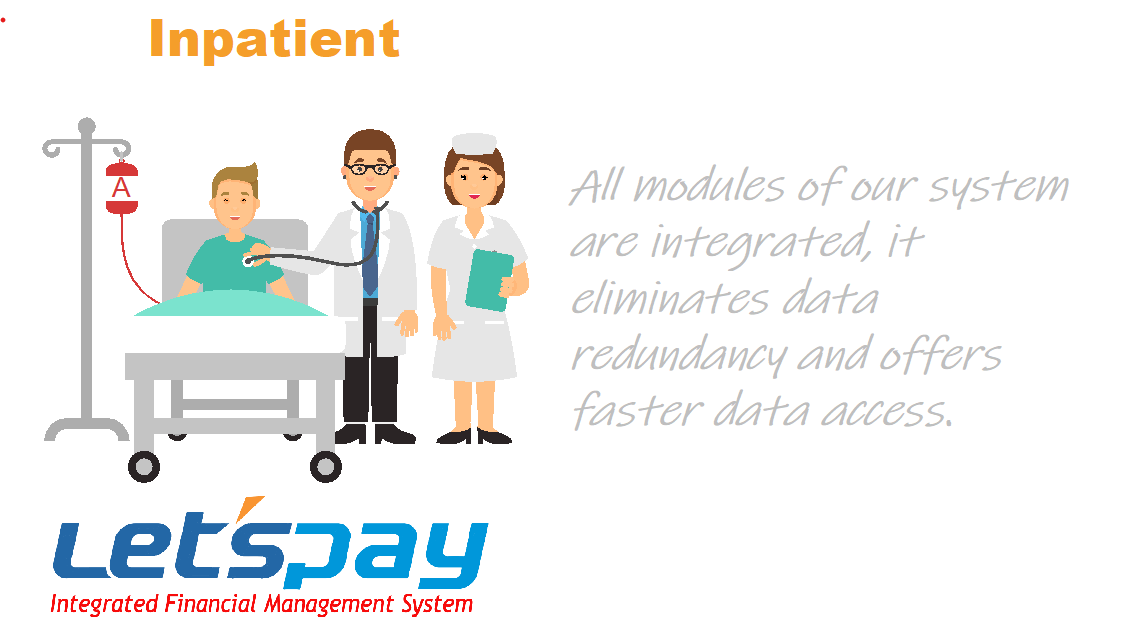 Inpatient
A
All modules of our system
are integrated, it
eliminates data
redundancy and offers
faster data access.
Let'spay
Integrated Financial Management System